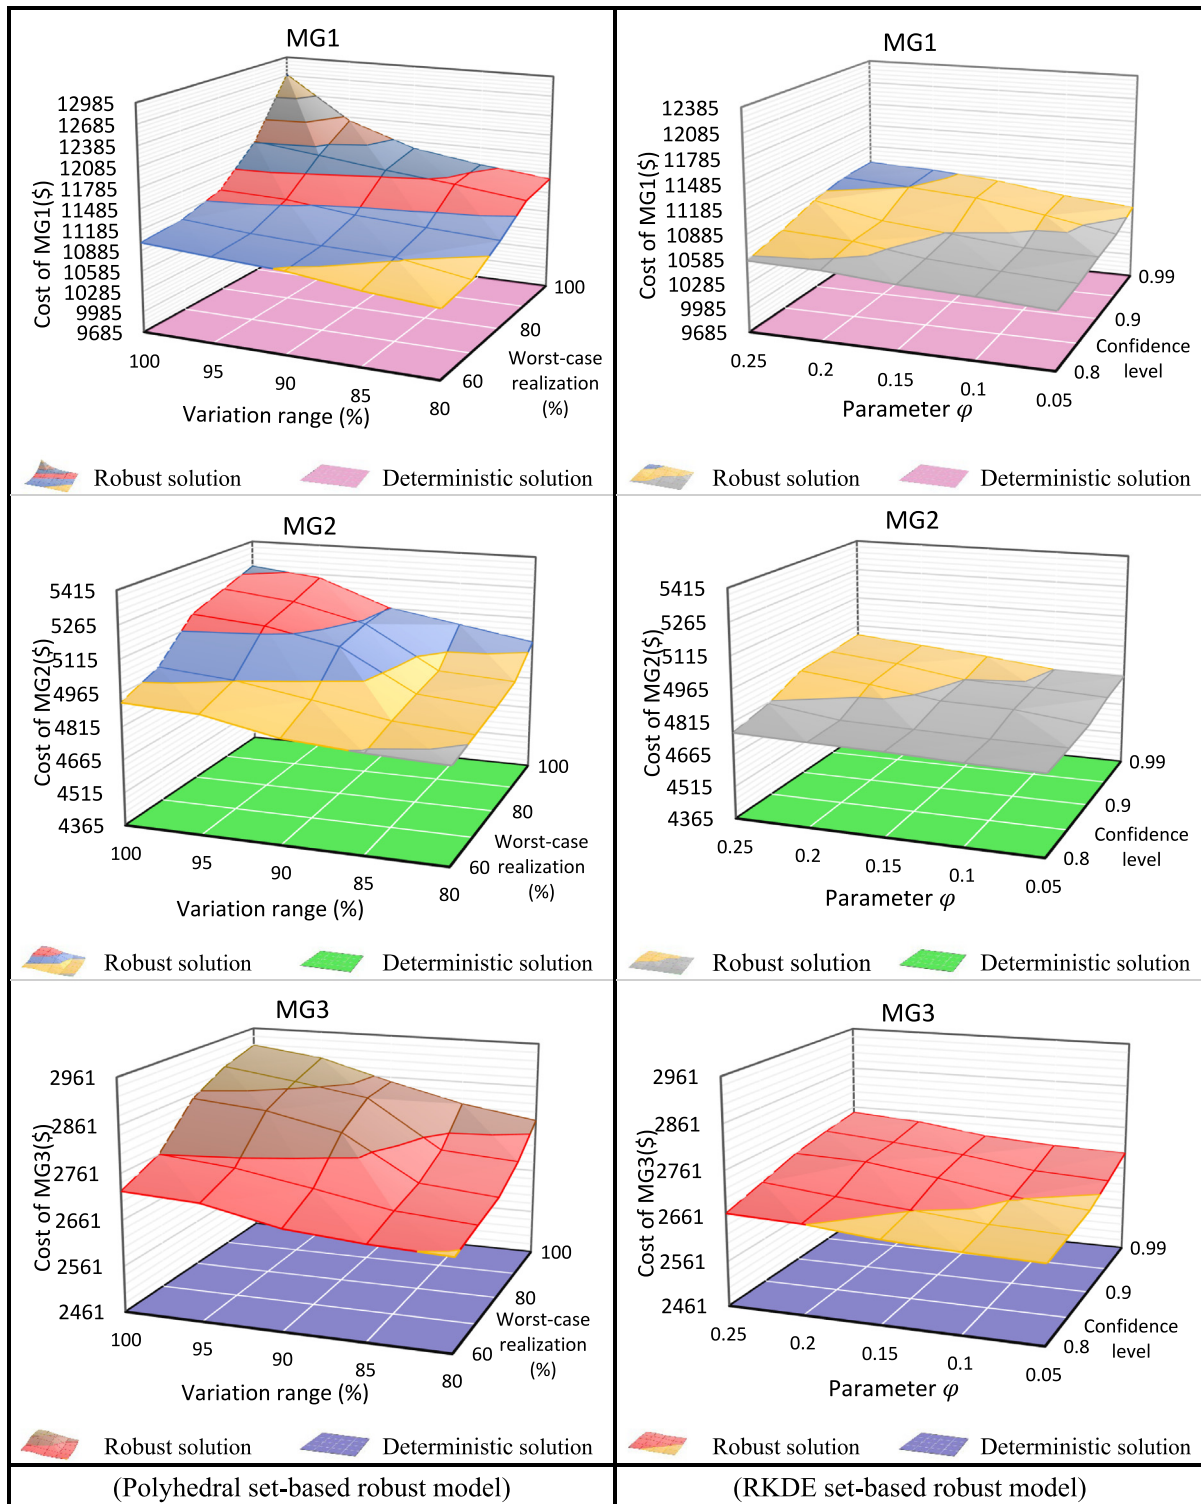 MG1
Cost of MG1($)
12985
12685
12385
12085
11785
11485
11185
10885
10585
10285
9985
9685
100
95
90
85
80
Variation range (%)
60
80
100
Worst-case
realization
(%)
Robust solution
Deterministic solution
MG1
Cost of MG1($)
12385
12085
11785
11485
11185
10885
10585
10285
9985
9685
0.25
0.2
0.15
0.1
0.05
Parameter φ
0.8
0.9
0.99
Confidence
level
Robust solution
Deterministic solution
MG2
Cost of MG2($)
5415
5265
5115
4965
4815
4665
4515
4365
100
95
90
85
80
Variation range (%)
60
80
100
Worst-case
realization
(%)
Robust solution
Deterministic solution
MG2
Cost of MG2($)
5415
5265
5115
4965
4815
4665
4515
4365
0.25
0.2
0.15
0.1
0.05
Parameter φ
0.8
0.9
0.99
Confidence
level
Robust solution
Deterministic solution
MG3
Cost of MG3($)
2961
2861
2761
2661
2561
2461
100
95
90
85
80
Variation range (%)
60
80
100
Worst-case
realization
(%)
Robust solution
Deterministic solution
MG3
Cost of MG3($)
2961
2861
2761
2661
2561
2461
0.25
0.2
0.15
0.1
0.05
Parameter φ
0.8
0.9
0.99
Confidence
level
Robust solution
Deterministic solution
(Polyhedral set-based robust model)
(RKDE set-based robust model)